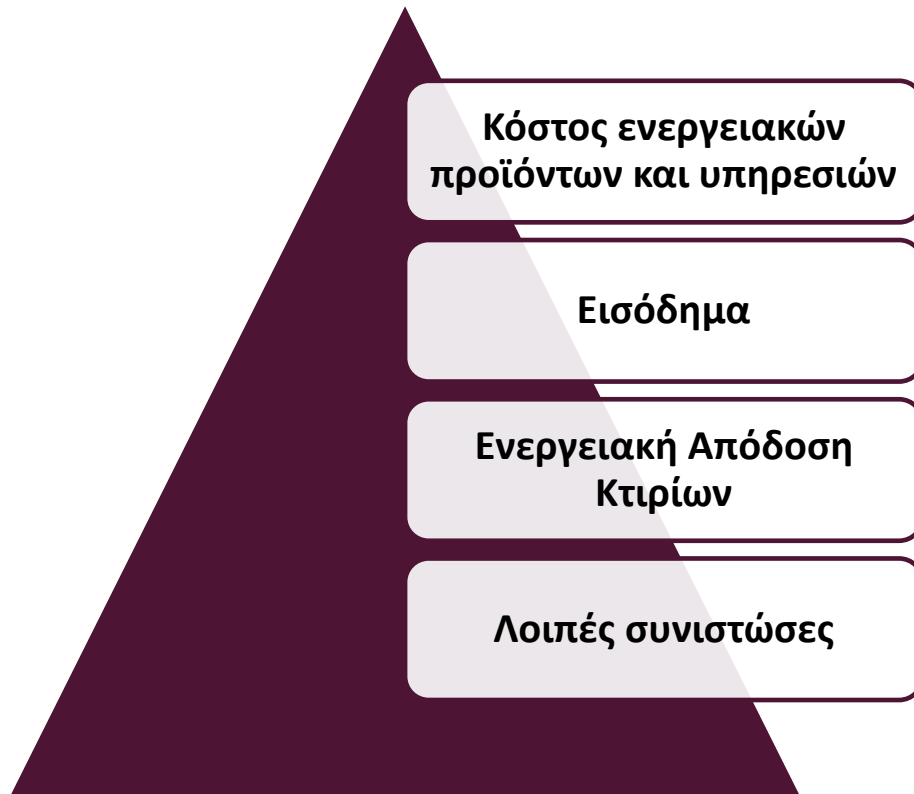 Κόστος ενεργειακών
προϊόντων και υπηρεσιών
Εισόδημα
Ενεργειακή Απόδοση
Κτιρίων
Λοιπές συνιστώσες